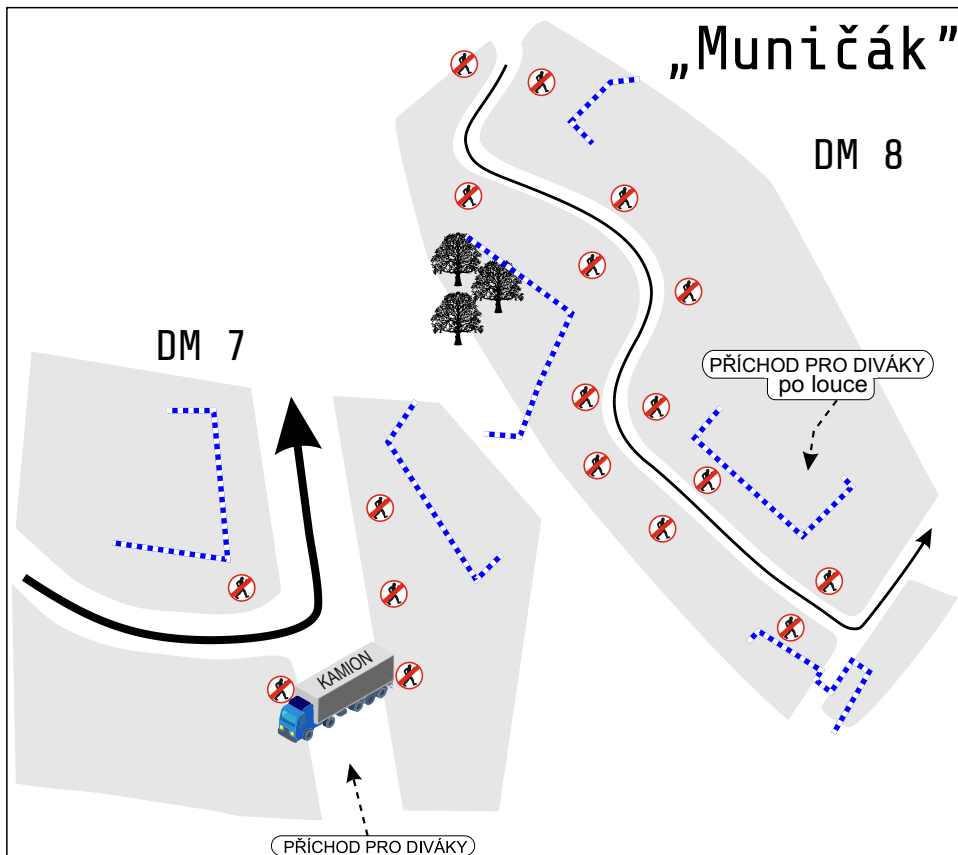 „Muničák”
DM 8
DM 7
PŘÍCHOD PRO DIVÁKY
po louce
KAMION
PŘÍCHOD PRO DIVÁKY